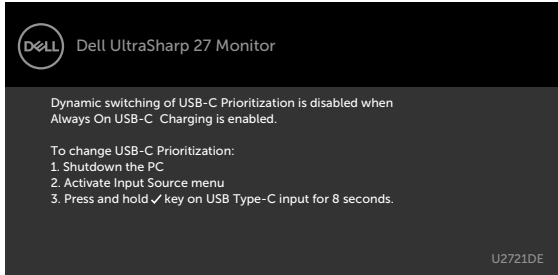 DELL
Dell UltraSharp 27 Monitor
Dynamic switching of USB-C Prioritization is disabled when
Always On USB-C  Charging is enabled.
To change USB-C Prioritization:
1. Shutdown the PC
2. Activate Input Source menu
3. Press and hold ✓ key on USB Type-C input for 8 seconds.
U2721DE